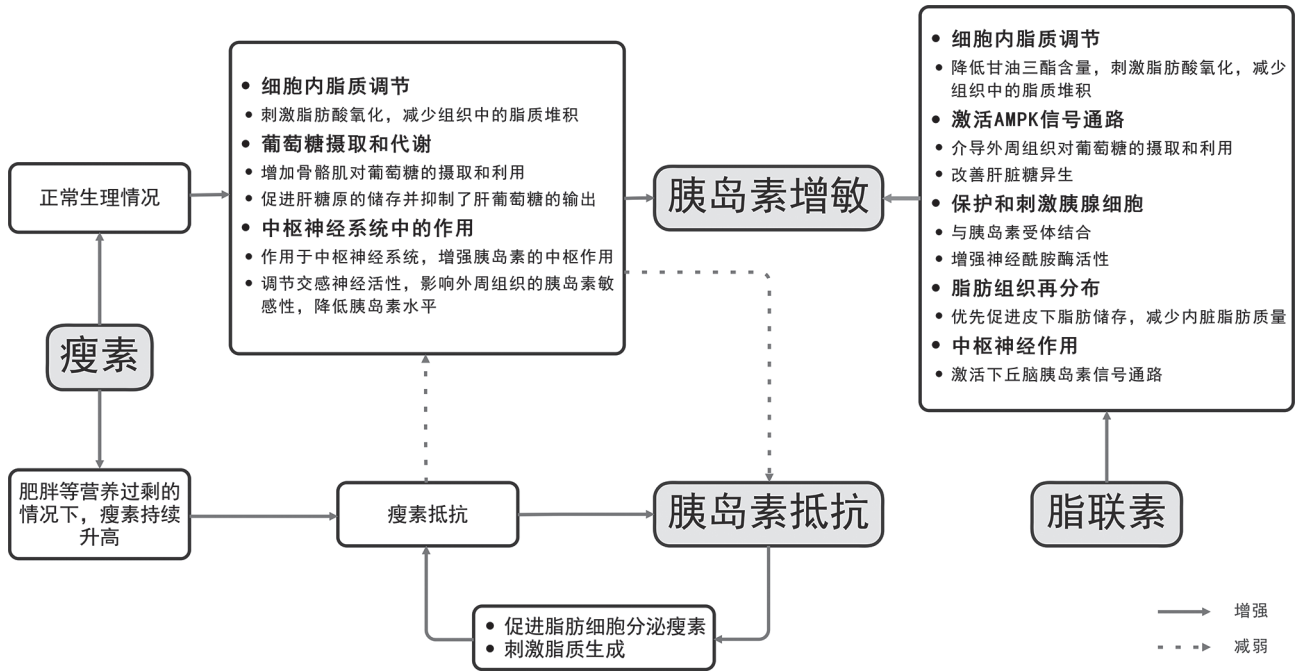 细胞内脂质调节
刺激脂肪酸氧化，减少组织中的脂质堆积
葡萄糖摄取和代谢
增加骨骼肌对葡萄糖的摄取和利用
促进肝糖原的储存并抑制了肝葡萄糖的输出
中枢神经系统中的作用
作用于中枢神经系统，增强胰岛素的中枢作用
调节交感神经活性，影响外周组织的胰岛素敏
感性，降低胰岛素水平
正常生理情况
瘦素
肥胖等营养过剩的
情况下，瘦素持续
升高
瘦素抵抗
胰岛素增敏
胰岛素抵抗
促进脂肪细胞分泌瘦素
刺激脂质生成
细胞内脂质调节
降低甘油三酯含量，刺激脂肪酸氧化，减少
组织中的脂质堆积
激活AMPK信号通路
介导外周组织对葡萄糖的摄取和利用
改善肝脏糖异生
保护和刺激胰腺细胞
与胰岛素受体结合
增强神经酰胺酶活性
脂肪组织再分布
优先促进皮下脂肪储存，减少内脏脂肪质量
中枢神经作用
激活下丘脑胰岛素信号通路
脂联素
增强
减弱